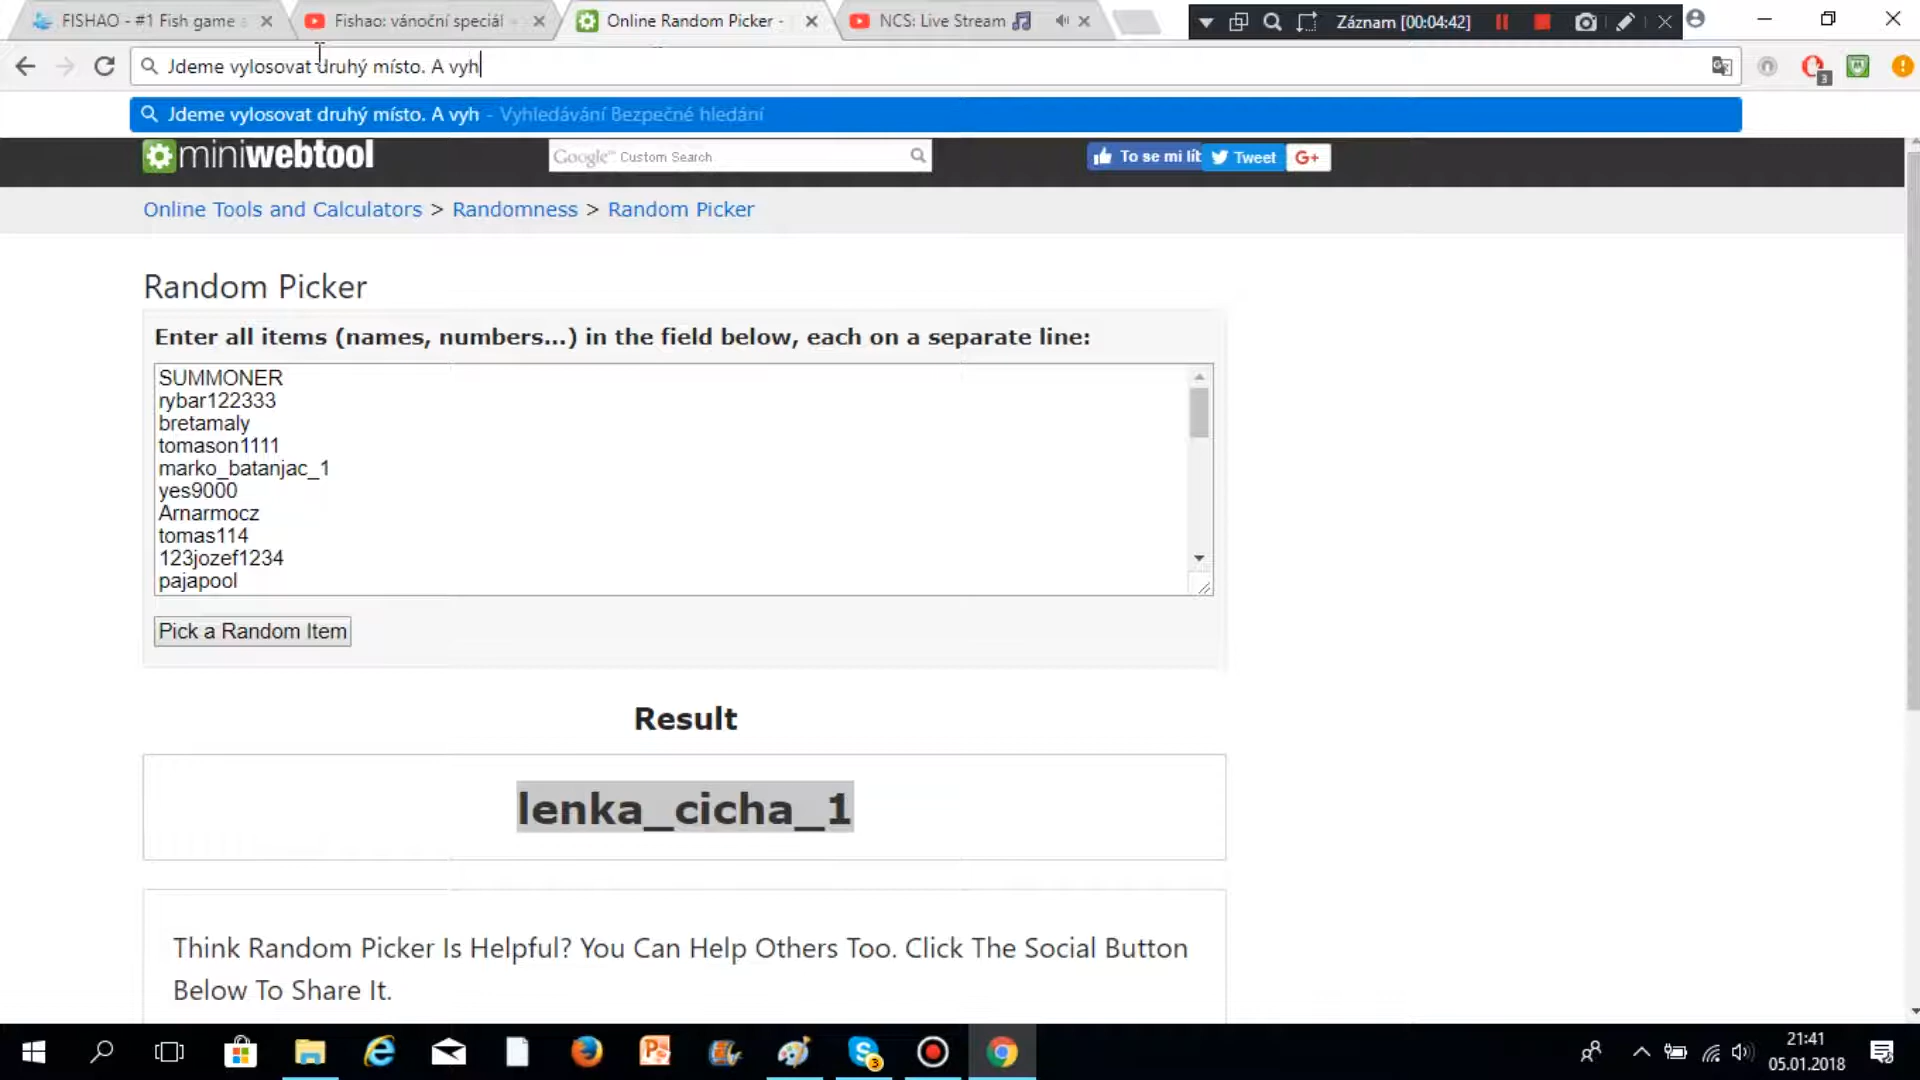 FISHAO - #1 Fish game
Fishao: vánoční speciál
Online Random Picker -
NCS: Live Stream
Záznam [00:04:42]
Jdeme vylosovat druhý místo. A vyh
3
Jdeme vylosovat druhý místo. A vyh - Vyhledávání Bezpečné hledání
miniwebtool
Google™ Custom Search
To se mi lít
Tweet
G+
Online Tools and Calculators > Randomness > Random Picker
Random Picker
Enter all items (names, numbers...) in the field below, each on a separate line:
SUMMONER
rybar122333
bretamaly
tomason1111
marko_batanjac_1
yes9000
Arnarmocz
tomas114
123jozef1234
pajapool
Pick a Random Item
Result
lenka_cicha_1
Think Random Picker Is Helpful? You Can Help Others Too. Click The Social Button
Below To Share It.
3
21:41
05.01.2018